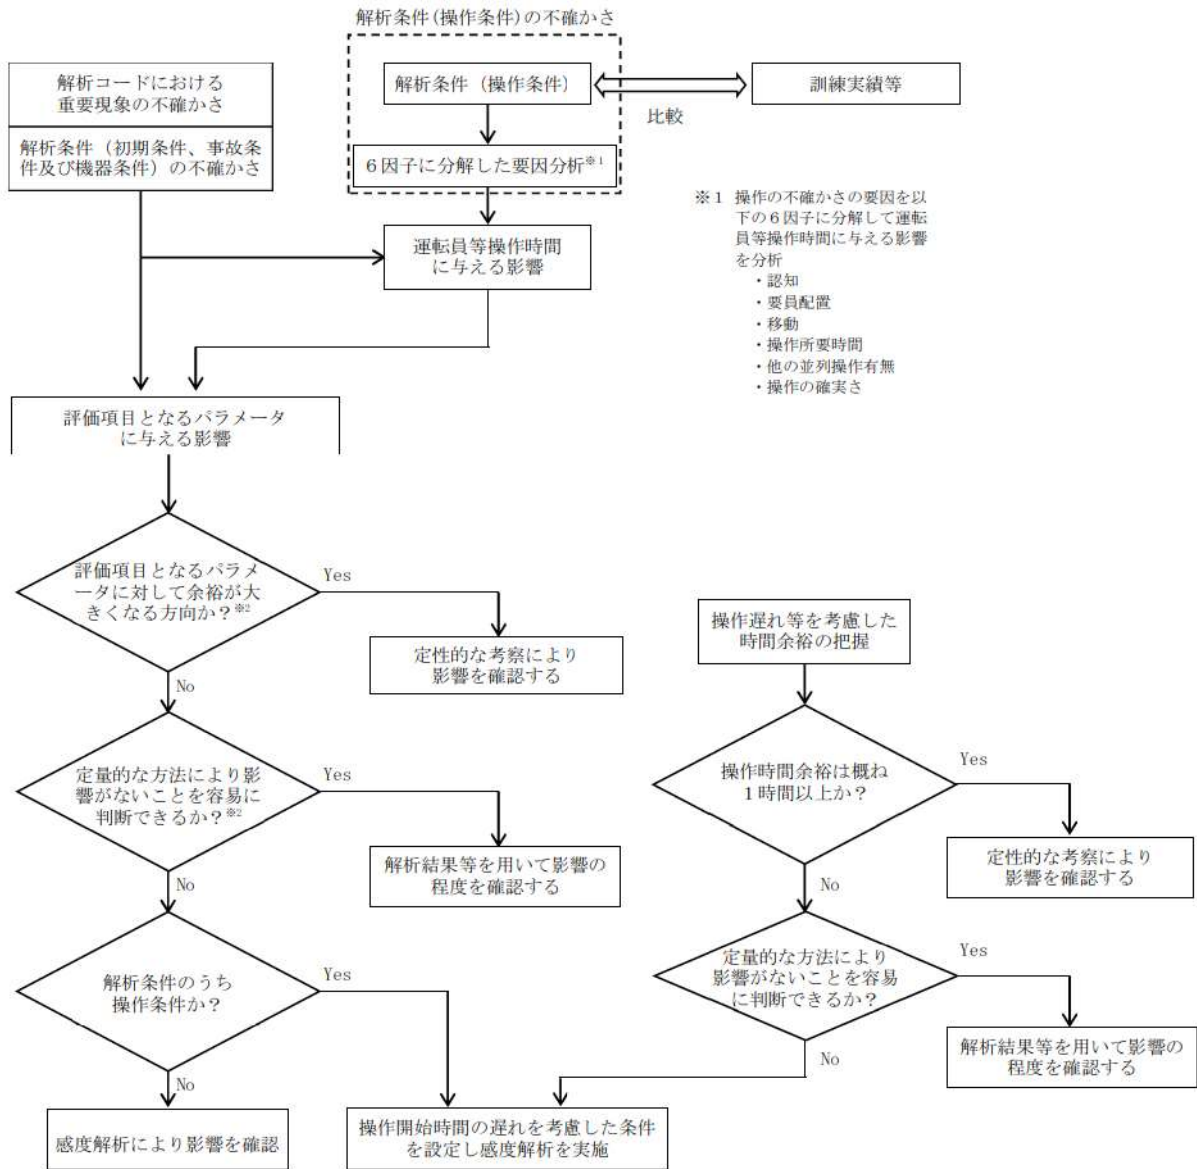 解析条件(操作条件)の不確かさ
解析コードにおける
重要現象の不確かさ
解析条件（初期条件、事故条
件及び機器条件）の不確かさ
解析条件（操作条件）
比較
訓練実績等
6因子に分解した要因分析※1
運転員等操作時間
に与える影響
※1 操作の不確かさの要因を以
下の6因子に分解して運転
員等操作時間に与える影響
を分析
・認知
・要員配置
・移動
・操作所要時間
・他の並列操作有無
・操作の確実さ
評価項目となるパラメータ
に与える影響
評価項目となるパラメ
ータに対して余裕が大
きくなる方向か？※2
Yes
定性的な考察により
影響を確認する
No
定量的な方法により影
響がないことを容易に
判断できるか？※2
Yes
解析結果等を用いて影響の
程度を確認する
No
解析条件のうち
操作条件か？
Yes
No
感度解析により影響を確認
操作開始時間の遅れを考慮した条件
を設定し感度解析を実施
操作遅れ等を考慮した
時間余裕の把握
操作時間余裕は概ね
1時間以上か？
Yes
定性的な考察により
影響を確認する
No
定量的な方法により
影響がないことを容易
に判断できるか？
Yes
解析結果等を用いて影響の
程度を確認する
No